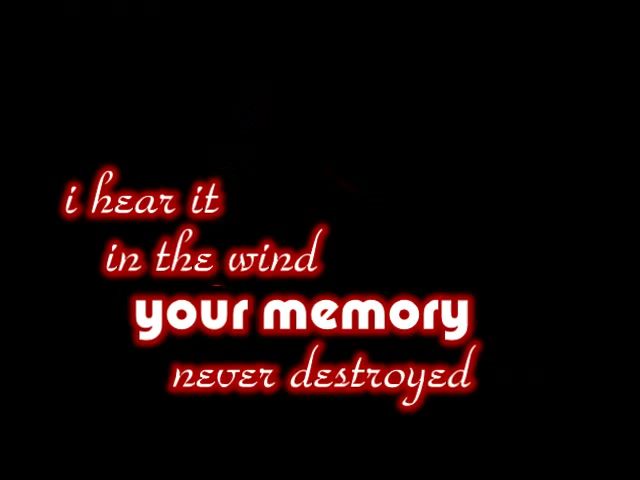 i hear it
in the wind
your memory
never destroyed